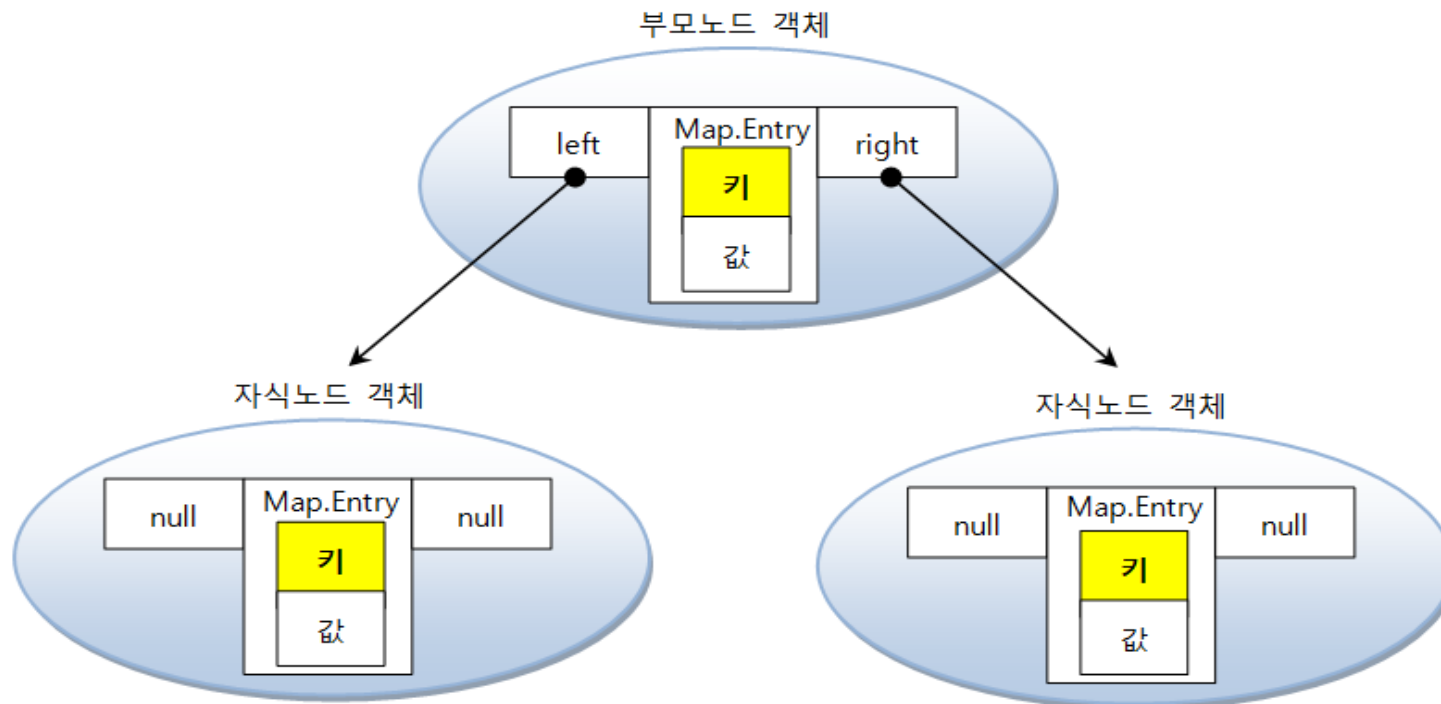 부모노드 객체
left
Map.Entry
right
키
값
자식노드 객체
자식노드 객체
null
Map.Entry
null
키
값
null
Map.Entry
null
키
값